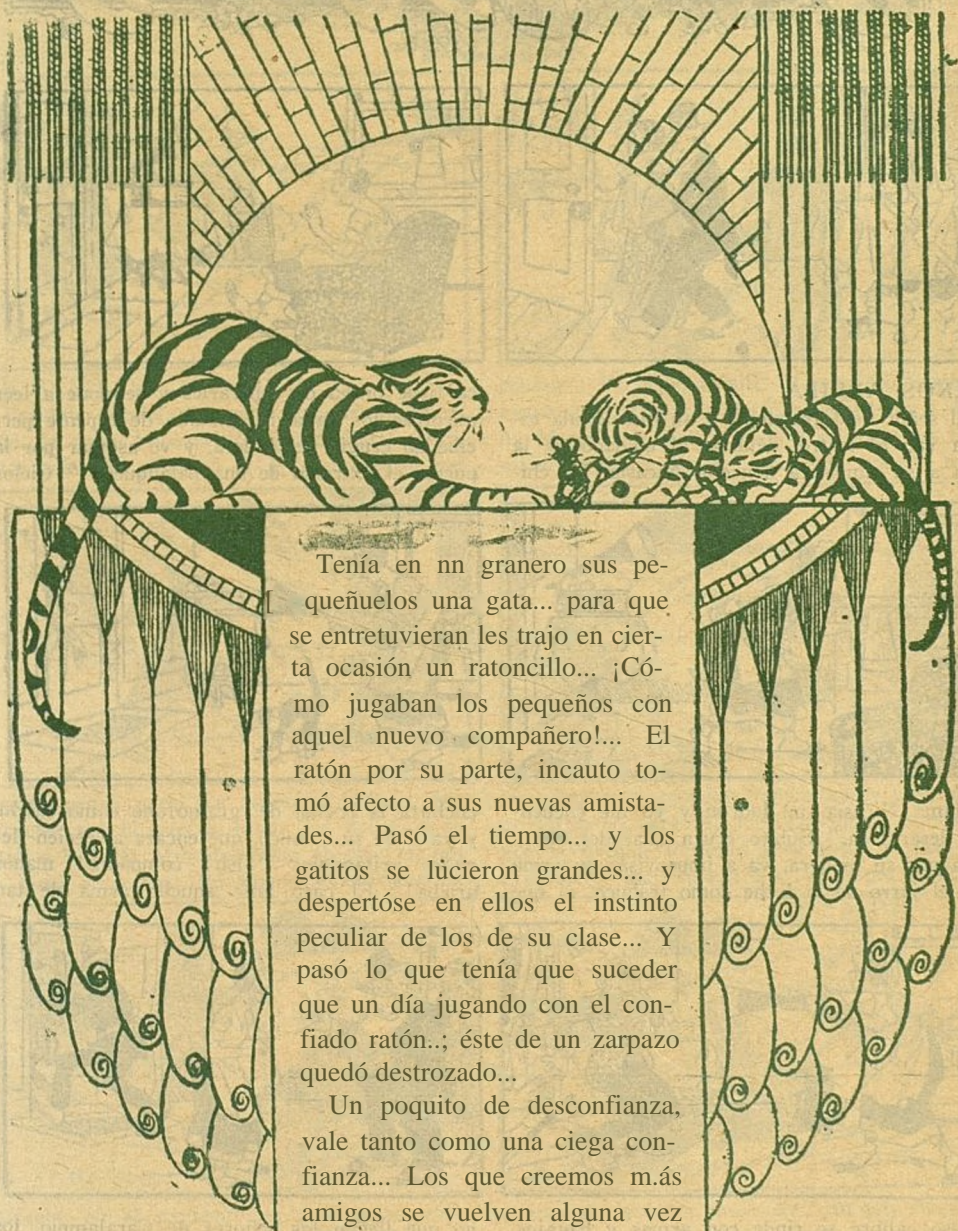 Tenía en nn granero sus pe-
[ queñuelos una gata... para que
se entretuvieran les trajo en cier-
ta ocasión un ratoncillo... ¡Có-
mo jugaban los pequeños con
aquel nuevo compañero!... El
ratón por su parte, incauto to-
mó afecto a sus nuevas amista-
des... Pasó el tiempo... y los
gatitos se lucieron grandes... y
despertóse en ellos el instinto
peculiar de los de su clase... Y
pasó lo que tenía que suceder
que un día jugando con el con-
fiado ratón..; éste de un zarpazo
quedó destrozado...
Un poquito de desconfianza,
vale tanto como una ciega con-
fianza... Los que creemos m.ás
amigos se vuelven alguna vez